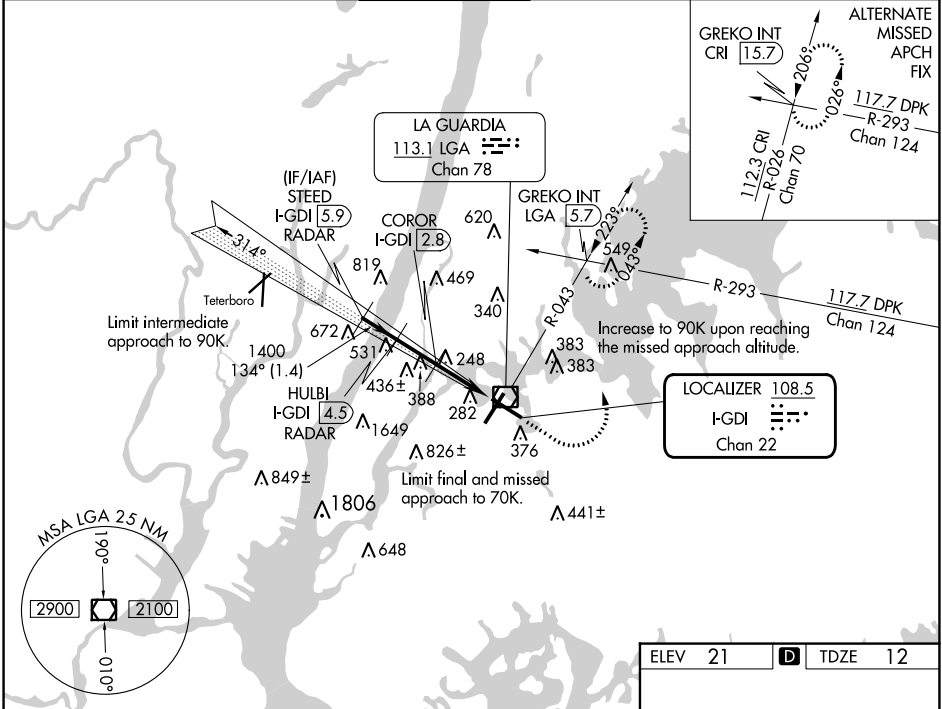 ALTERNATE
MISSED
APCH
FIX
GREKO INT
CRI 15.7
206°
026°
117.7 DPK
R-293
Chan 124
112.3 CRI
R-026
Chan 70
LA GUARDIA
113.1 LGA
Chan 78
(IF/IAF)
STEED
I-GDI 5.9
RADAR
COROR
I-GDI 2.8
620
GREKO INT
LGA 5.7
223°
043°
549
314°
819
469
340
R-043
R-293
117.7 DPK
Chan 124
Teterboro
Limit intermediate
approach to 90K.
672
531
1400
134° (1.4)
436±
388
248
282
Increase to 90K upon reaching
the missed approach altitude.
383
383
HULBI
I-GDI 4.5
RADAR
LOCALIZER 108.5
I-GDI
Chan 22
1649
826±
376
849±
Limit final and missed
approach to 70K.
1806
441±
648
MSA LGA 25 NM
190°
2900
2100
010°
ELEV 21
D
TDZE 12